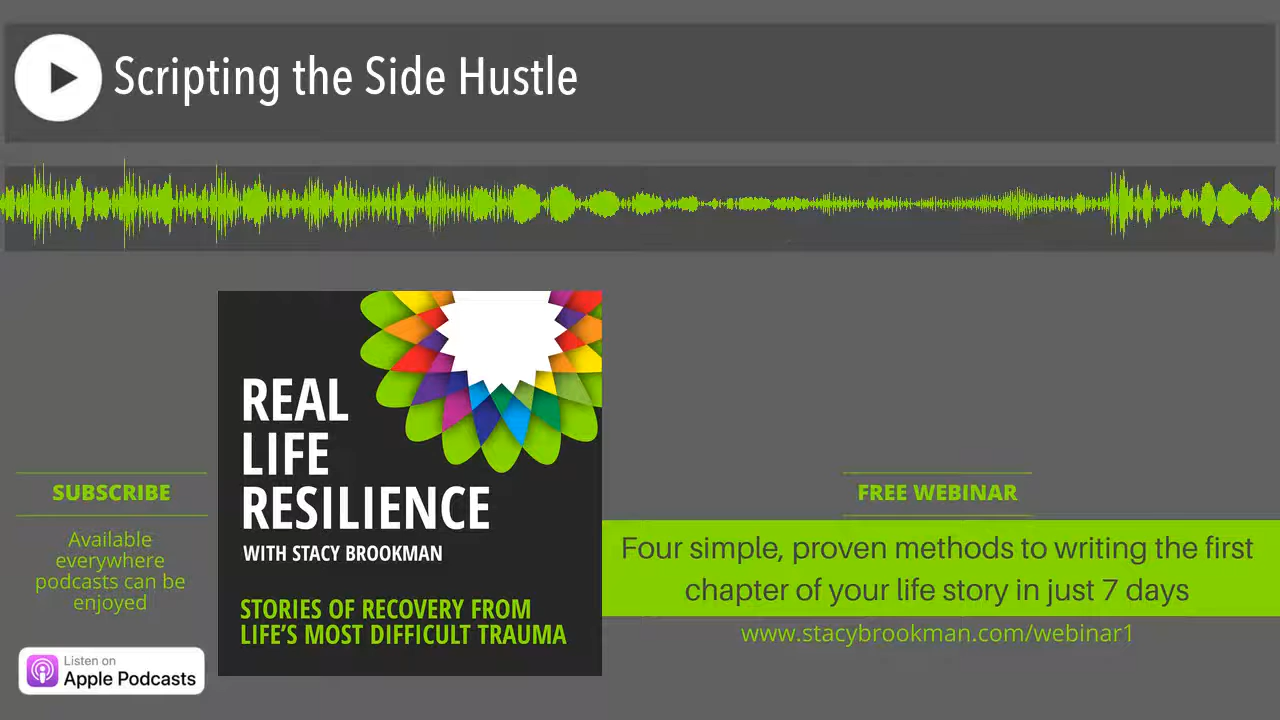 Scripting the Side Hustle
REAL
LIFE
RESILIENCE
WITH STACY BROOKMAN
STORIES OF RECOVERY FROM
LIFE'S MOST DIFFICULT TRAUMA
SUBSCRIBE
Available
everywhere
podcasts can be
enjoyed
Listen on
Apple Podcasts
FREE WEBINAR
Four simple, proven methods to writing the first
chapter of your life story in just 7 days
www.stacybrookman.com/webinar1